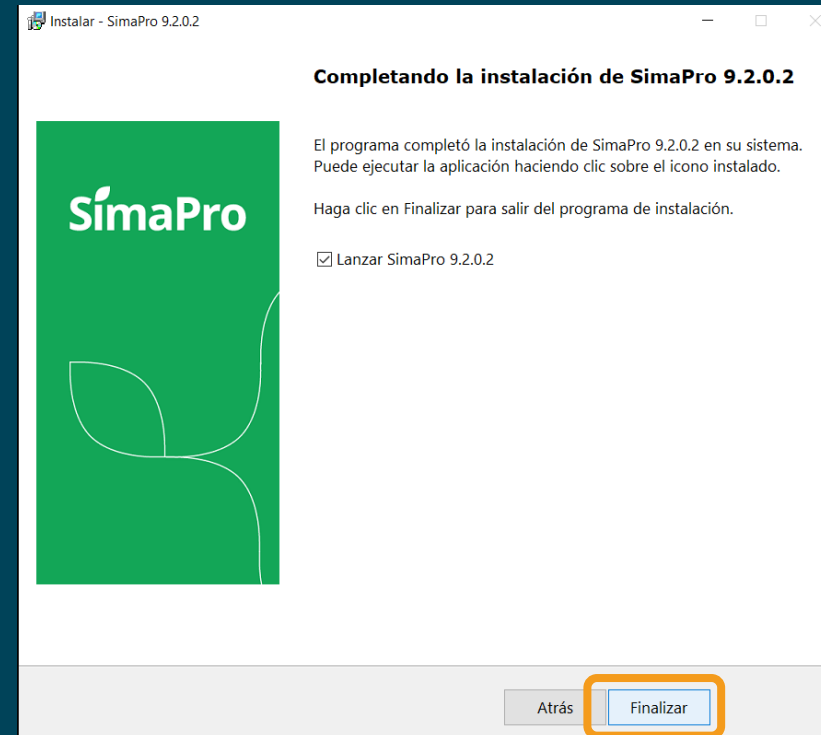 Instalar - SimaPro 9.2.0.2
Completando la instalación de SimaPro 9.2.0.2
El programa completó la instalación de SimaPro 9.2.0.2 en su sistema.
Puede ejecutar la aplicación haciendo clic sobre el icono instalado.
SimaPro
Haga clic en Finalizar para salir del programa de instalación.
Lanzar SimaPro 9.2.0.2
Atrás
Finalizar